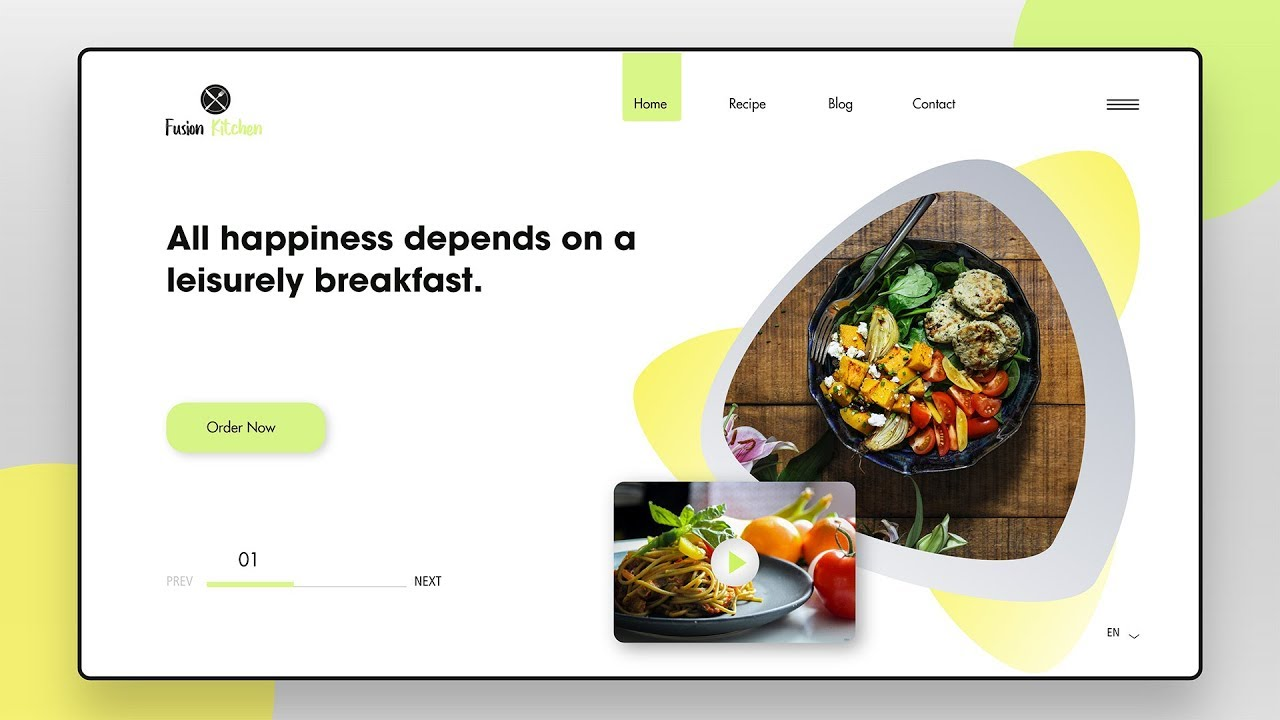 Fusion Kitchen
Home
Recipe
Blog
Contact
All happiness depends on a
leisurely breakfast.
Order Now
01
PREV
NEXT
EN